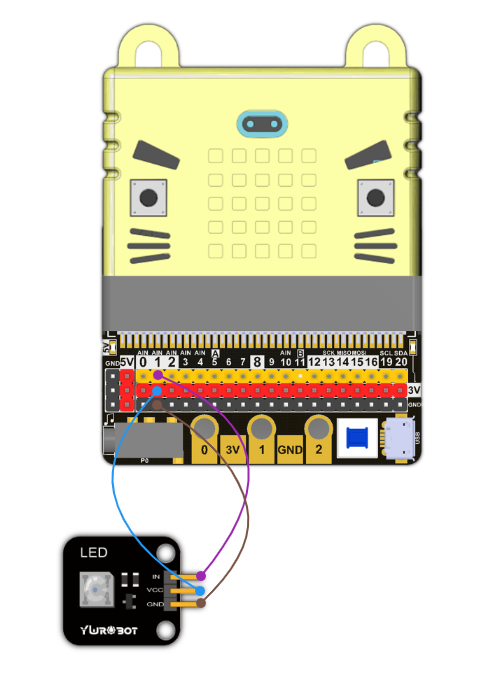 AIN AIN AIN AIN AIN A AIN B SCK MISO MOSI SCL SDA
5V
GND 5V 0 1 2 3 4 5 6 7 8 9 10 11 12 13 14 15 16 19 20
3V
GND
0 3V 1 GND 2
USB
P0
LED
IN
VCC
GND
YWROBOT